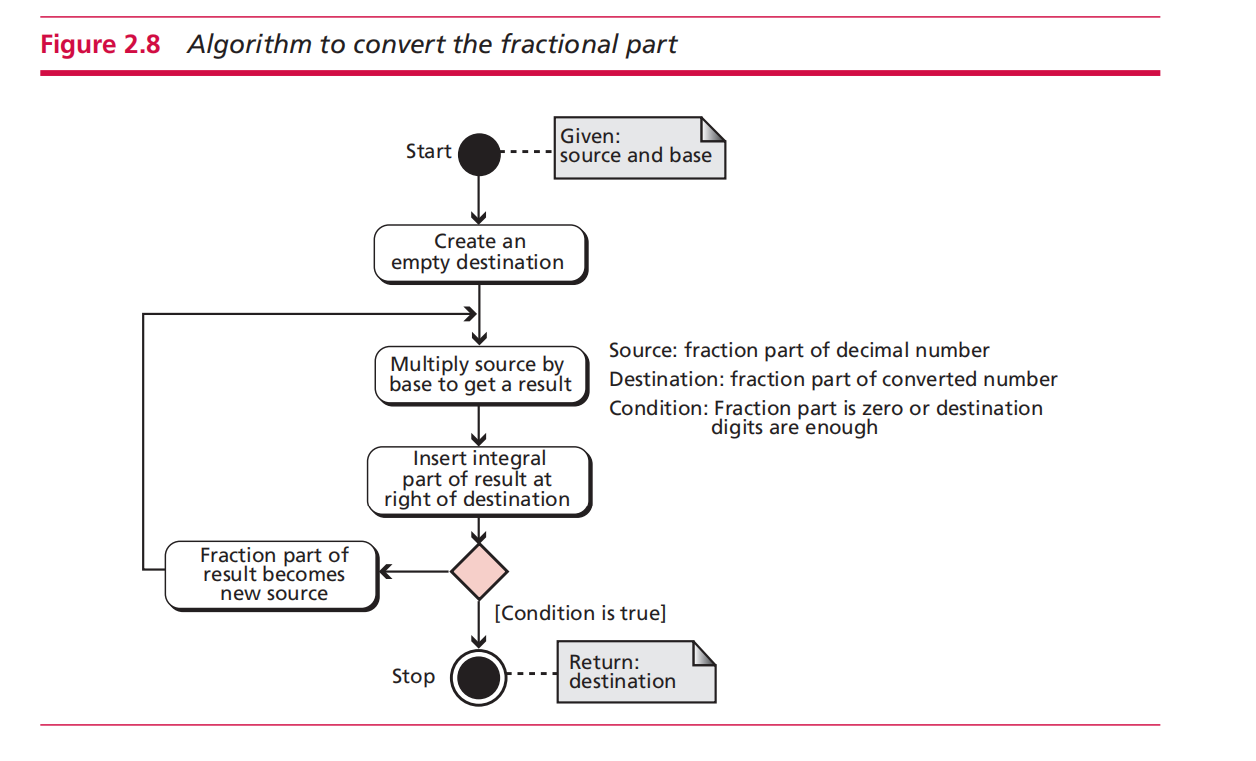 Figure 2.8 Algorithm to convert the fractional part
Start
Given:
source and base
Create an
empty destination
Multiply source by
base to get a result
Source: fraction part of decimal number
Destination: fraction part of converted number
Condition: Fraction part is zero or destination
digits are enough
Insert integral
part of result at
right of destination
Fraction part of
result becomes
new source
[Condition is true]
Stop
Return:
destination